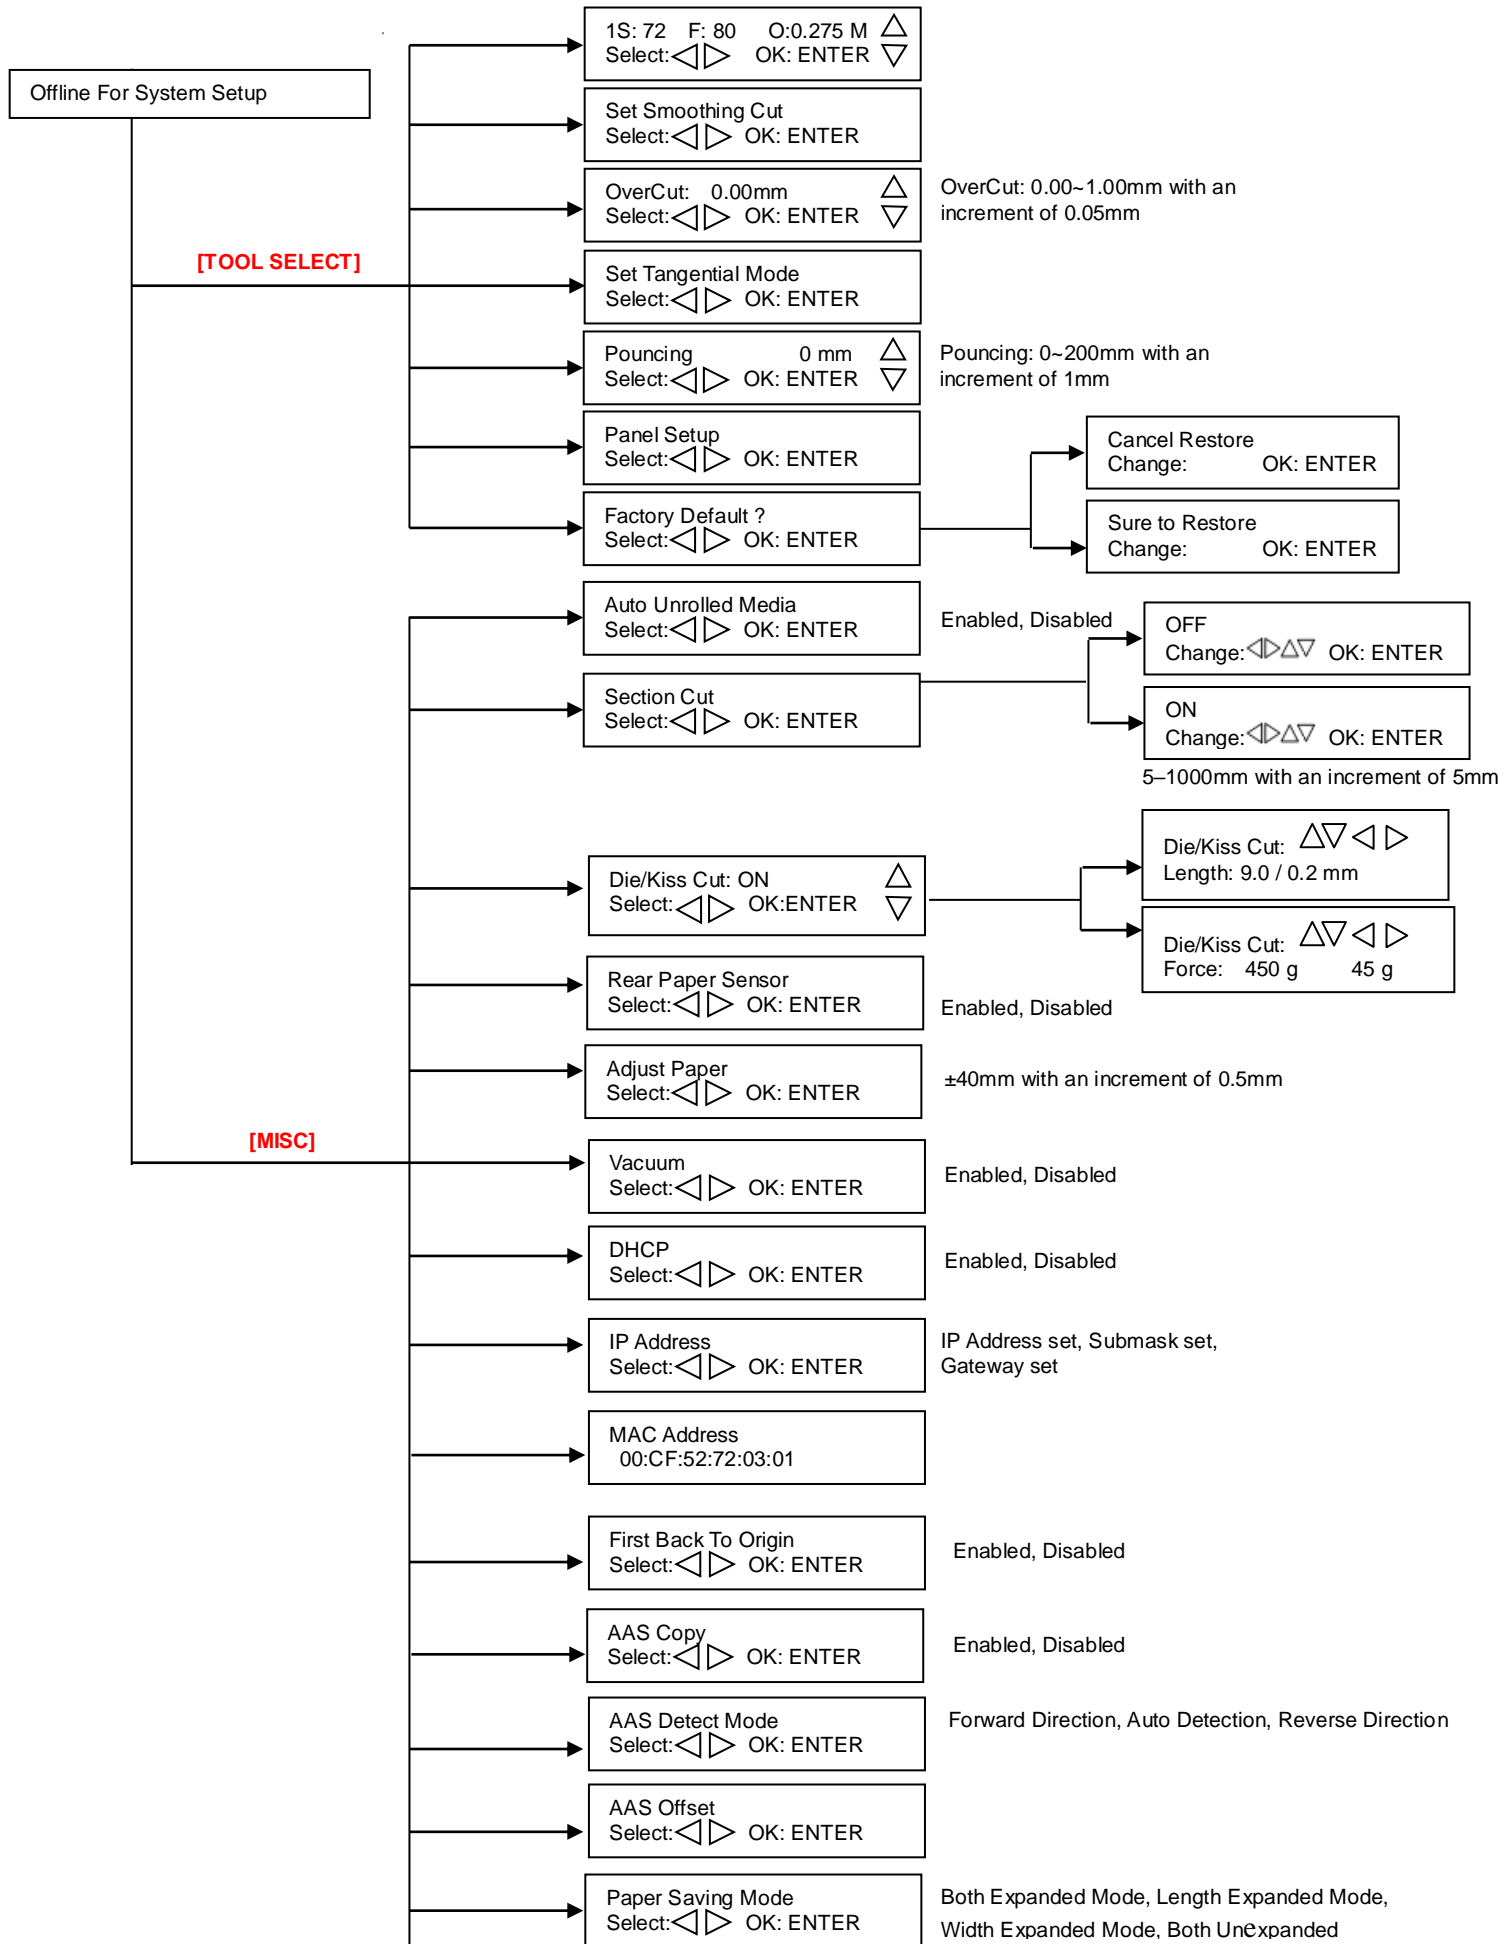 1S: 72 F: 80 O:0.275 M
Select: OK: ENTER
Offline For System Setup
Set Smoothing Cut
Select: OK: ENTER
OverCut: 0.00mm
Select: OK: ENTER
OverCut: 0.00~1.00mm with an
increment of 0.05mm
[TOOL SELECT]
Set Tangential Mode
Select: OK: ENTER
Pouncing 0 mm
Select: OK: ENTER
Pouncing: 0~200mm with an
increment of 1mm
Panel Setup
Select: OK: ENTER
Cancel Restore
Change: OK: ENTER
Factory Default ?
Select: OK: ENTER
Sure to Restore
Change: OK: ENTER
Auto Unrolled Media
Select: OK: ENTER
Enabled, Disabled
OFF
Change: OK: ENTER
Section Cut
Select: OK: ENTER
ON
Change: OK: ENTER
5–1000mm with an increment of 5mm
Die/Kiss Cut:
Length: 9.0 / 0.2 mm
Die/Kiss Cut: ON
Select: OK:ENTER
Die/Kiss Cut:
Force: 450 g 45 g
Rear Paper Sensor
Select: OK: ENTER
Enabled, Disabled
Adjust Paper
Select: OK: ENTER
±40mm with an increment of 0.5mm
[MISC]
Vacuum
Select: OK: ENTER
Enabled, Disabled
DHCP
Select: OK: ENTER
Enabled, Disabled
IP Address
Select: OK: ENTER
IP Address set, Submask set,
Gateway set
MAC Address
00:CF:52:72:03:01
First Back To Origin
Select: OK: ENTER
Enabled, Disabled
AAS Copy
Select: OK: ENTER
Enabled, Disabled
AAS Detect Mode
Select: OK: ENTER
Forward Direction, Auto Detection, Reverse Direction
AAS Offset
Select: OK: ENTER
Paper Saving Mode
Select: OK: ENTER
Both Expanded Mode, Length Expanded Mode,
Width Expanded Mode, Both Unexpanded